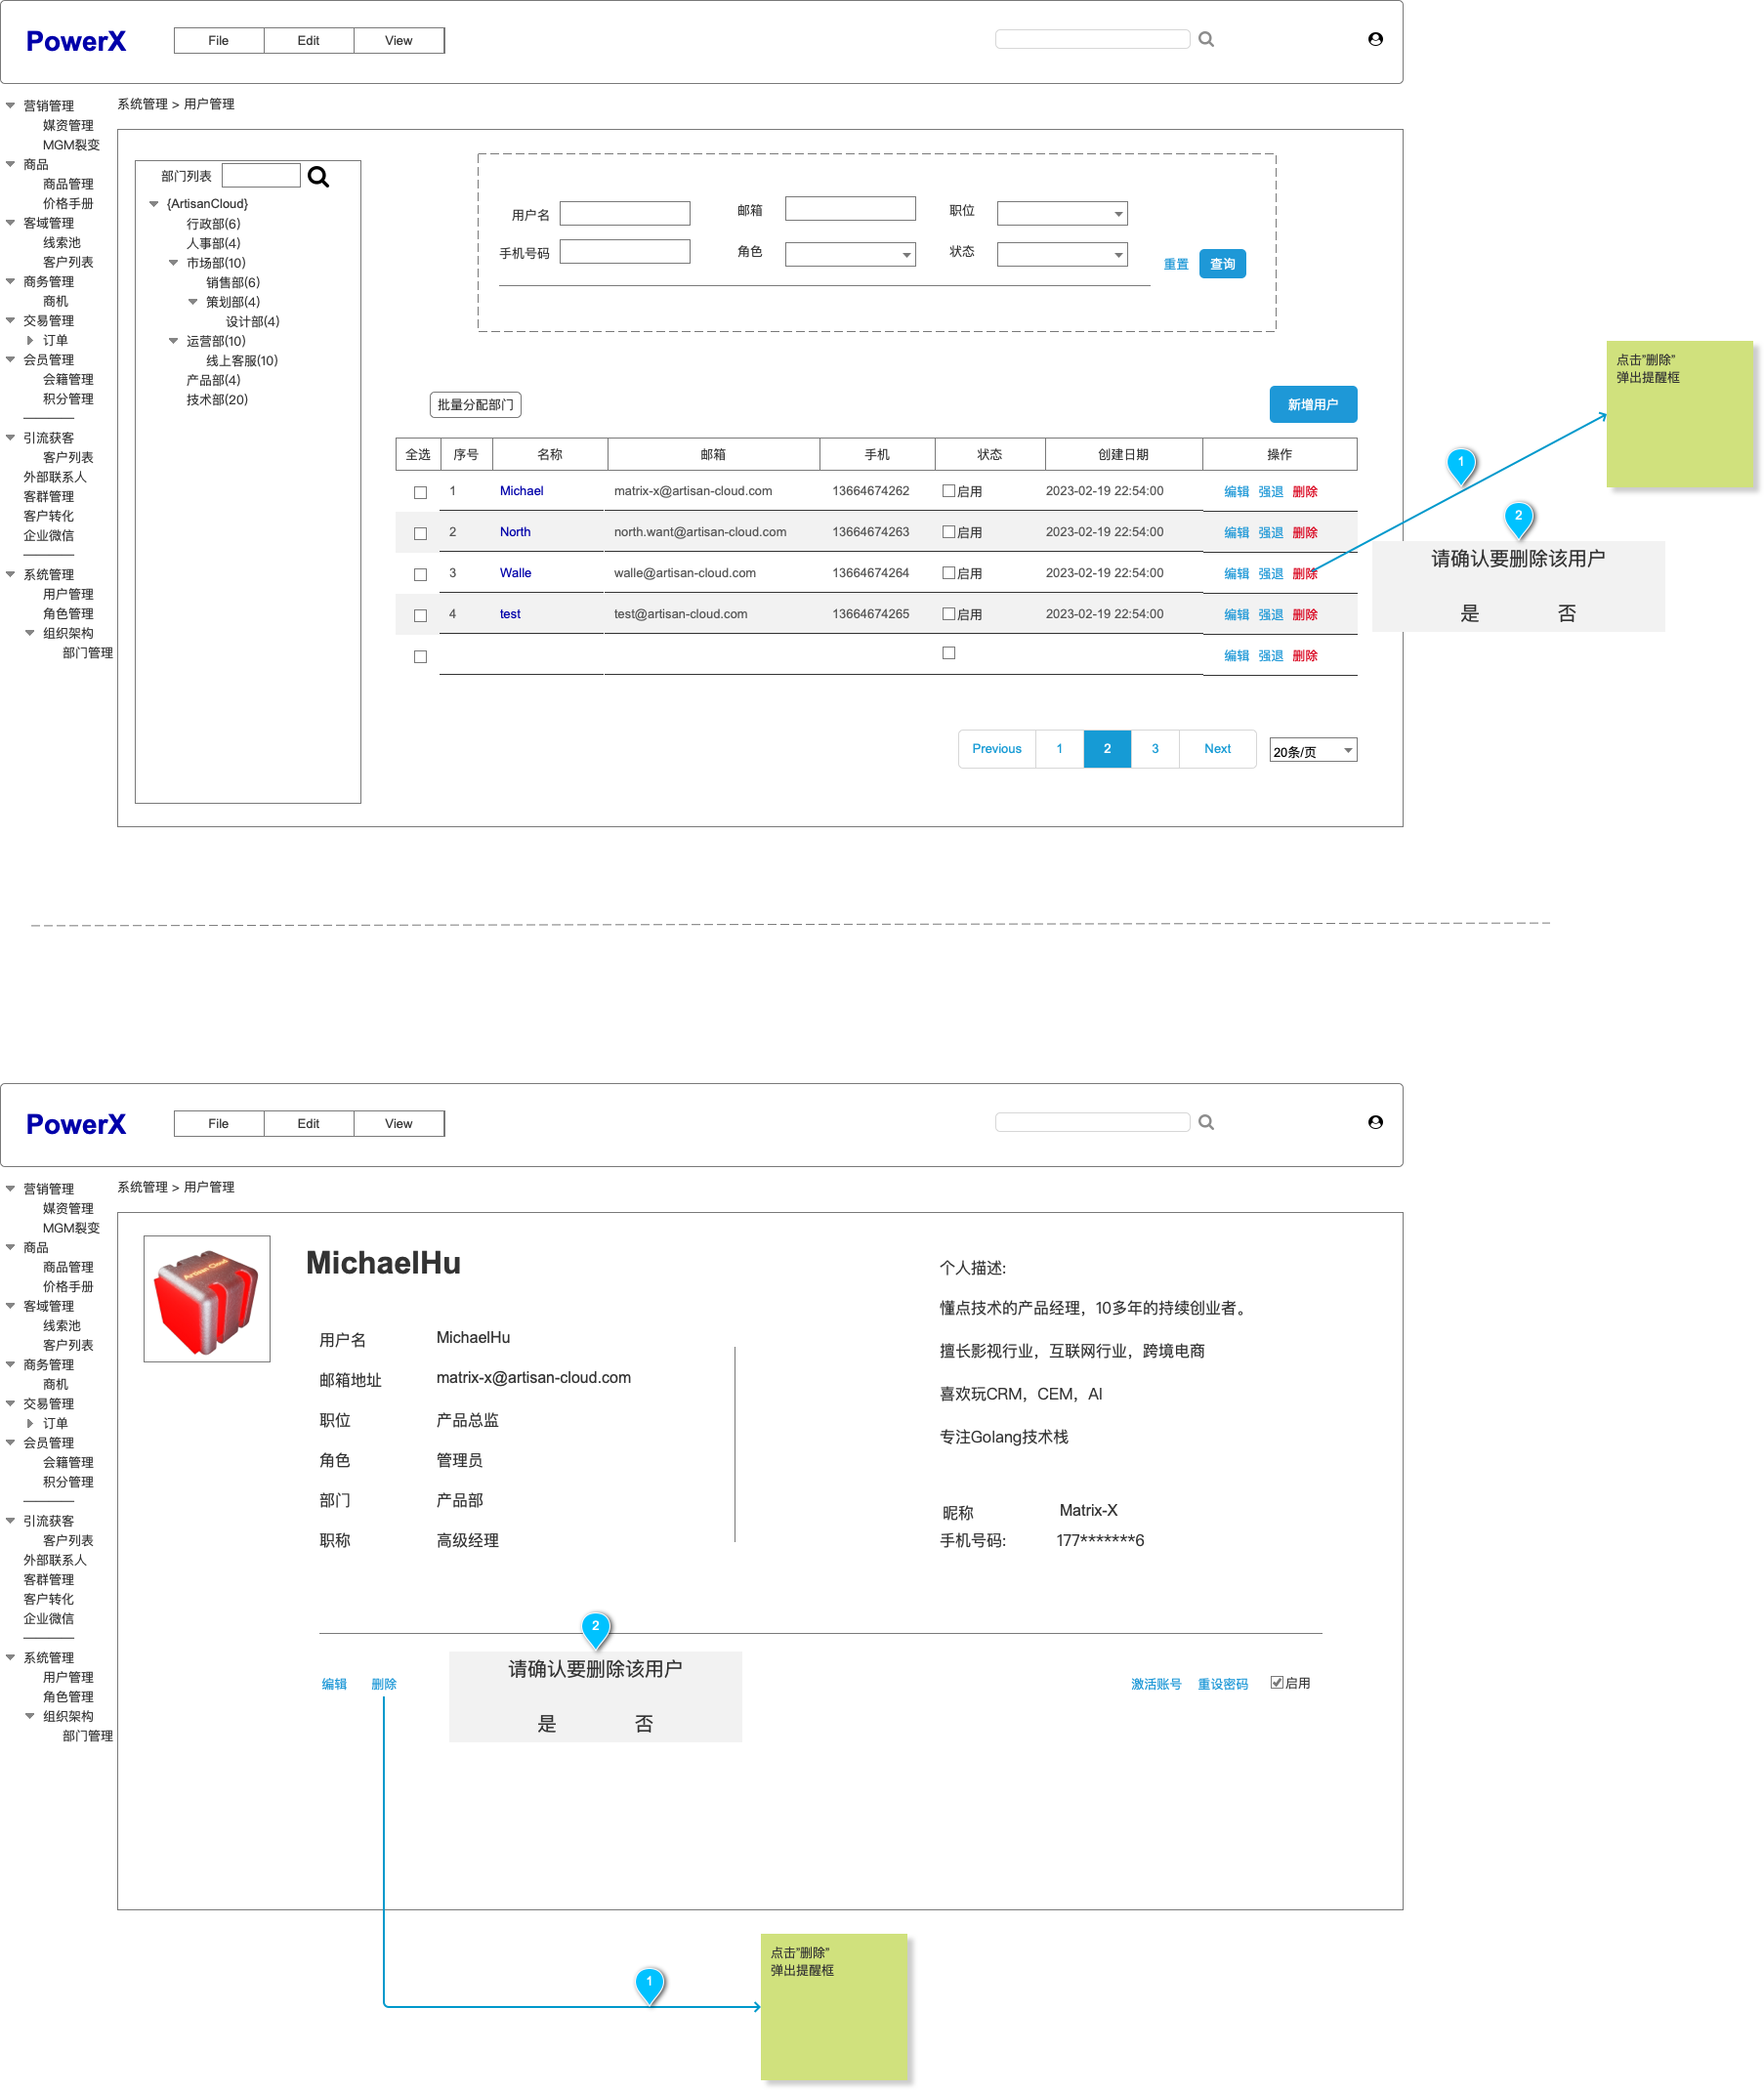 PowerX
File Edit View
系统管理 > 用户管理
营销管理
媒资管理
MGM裂变
商品
商品管理
价格手册
客域管理
线索池
客户列表
商务管理
商机
交易管理
订单
会员管理
会籍管理
积分管理
引流获客
客户列表
外部联系人
客群管理
客户转化
企业微信
系统管理
用户管理
角色管理
组织架构
部门管理
部门列表
{ArtisanCloud}
行政部(6)
人事部(4)
市场部(10)
销售部(6)
策划部(4)
设计部(4)
运营部(10)
线上客服(10)
产品部(4)
技术部(20)
用户名 邮箱 职位
手机号码 角色 状态
重置 查询
批量分配部门 新增用户
全选 序号 名称 邮箱 手机 状态 创建日期 操作
1 Michael matrix-x@artisan-cloud.com 13664674262 启用 2023-02-19 22:54:00 编辑 强退 删除
2 North north.want@artisan-cloud.com 13664674263 启用 2023-02-19 22:54:00 编辑 强退 删除
3 Walle walle@artisan-cloud.com 13664674264 启用 2023-02-19 22:54:00 编辑 强退 删除
4 test test@artisan-cloud.com 13664674265 启用 2023-02-19 22:54:00 编辑 强退 删除
编辑 强退 删除
Previous 1 2 3 Next 20条/页
1
点击”删除”
弹出提醒框
2
请确认要删除该用户
是 否
PowerX
File Edit View
系统管理 > 用户管理
营销管理
媒资管理
MGM裂变
商品
商品管理
价格手册
客域管理
线索池
客户列表
商务管理
商机
交易管理
订单
会员管理
会籍管理
积分管理
引流获客
客户列表
外部联系人
客群管理
客户转化
企业微信
系统管理
用户管理
角色管理
组织架构
部门管理
Artisan Cloud
MichaelHu
用户名 MichaelHu
邮箱地址 matrix-x@artisan-cloud.com
职位 产品总监
角色 管理员
部门 产品部
职称 高级经理
个人描述:
懂点技术的产品经理，10多年的持续创业者。
擅长影视行业，互联网行业，跨境电商
喜欢玩CRM，CEM，AI
专注Golang技术栈
昵称 Matrix-X
手机号码: 177*******6
编辑 删除
2
请确认要删除该用户
是 否
激活账号 重设密码 启用
1
点击”删除”
弹出提醒框